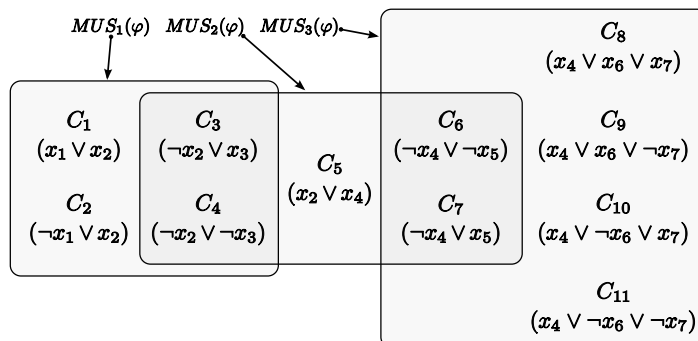 MUS₁(φ) MUS₂(φ) MUS₃(φ)
C₈
(x₄ ∨ x₆ ∨ x₇)
C₁ C₃ C₆ C₉
(x₁ ∨ x₂) (¬x₂ ∨ x₃) (¬x₄ ∨ ¬x₅) (x₄ ∨ x₆ ∨ ¬x₇)
C₅
(x₂ ∨ x₄)
C₂ C₄ C₇ C₁₀
(¬x₁ ∨ x₂) (¬x₂ ∨ ¬x₃) (¬x₄ ∨ x₅) (x₄ ∨ ¬x₆ ∨ x₇)
C₁₁
(x₄ ∨ ¬x₆ ∨ ¬x₇)